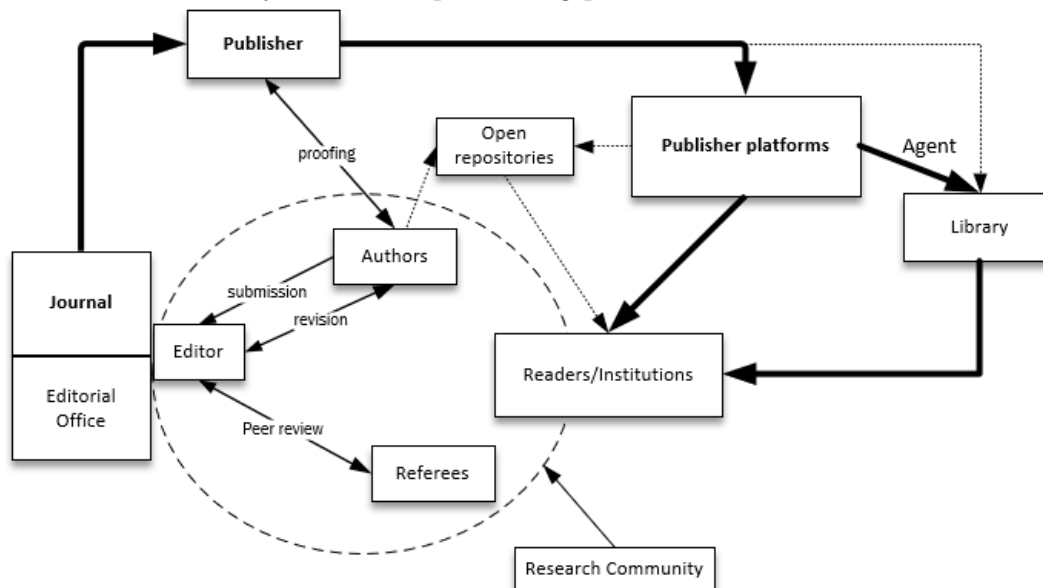 Publisher
Open
repositories
Publisher platforms
Agent
Library
proofing
Authors
submission
revision
Journal
Editor
Editorial
Office
Readers/Institutions
Peer review
Referees
Research Community